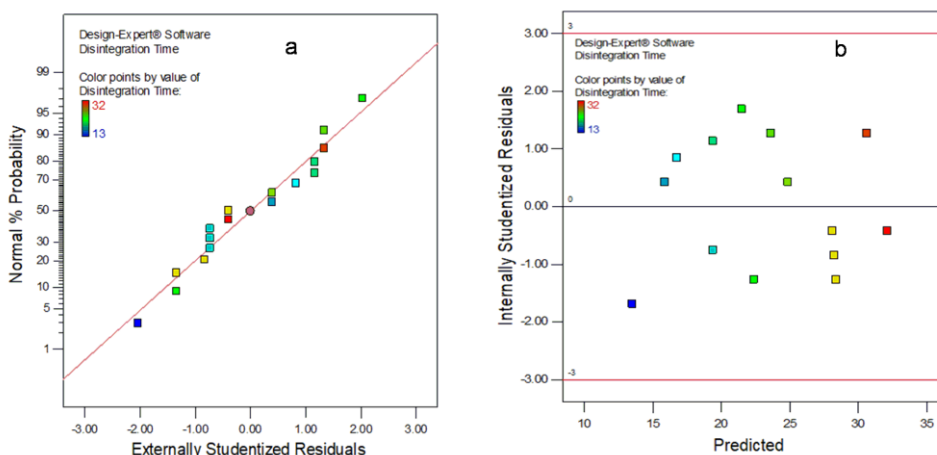 Design-Expert® Software
Disintegration Time
a
Color points by value of
Disintegration Time:
32
13
Normal % Probability
99
95
90
80
70
50
30
20
10
5
1
-3.00 -2.00 -1.00 0.00 1.00 2.00 3.00
Externally Studentized Residuals
3
Design-Expert® Software
Disintegration Time
b
Color points by value of
Disintegration Time:
32
13
Internally Studentized Residuals
3.00
2.00
1.00
0.00
-1.00
-2.00
-3.00
0
-3
10 15 20 25 30 35
Predicted